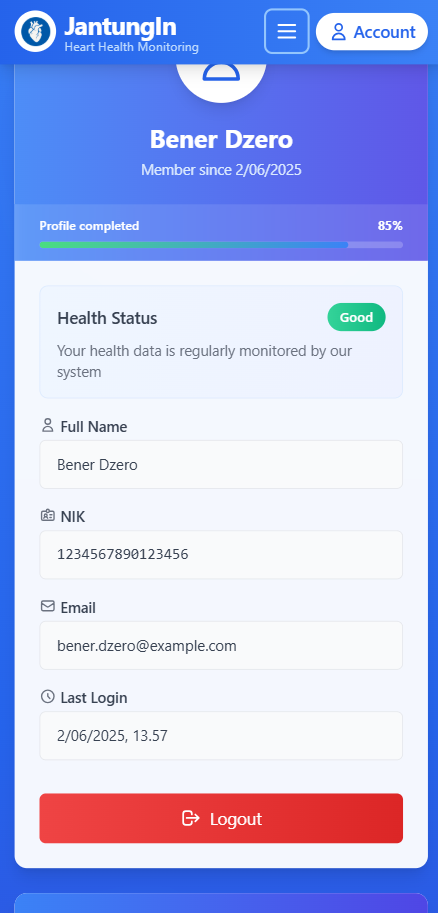 JantungIn
Heart Health Monitoring
Account
Bener Dzero
Member since 2/06/2025
Profile completed
85%
Health Status
Good
Your health data is regularly monitored by our
system
Full Name
Bener Dzero
NIK
1234567890123456
Email
bener.dzero@example.com
Last Login
2/06/2025, 13.57
Logout